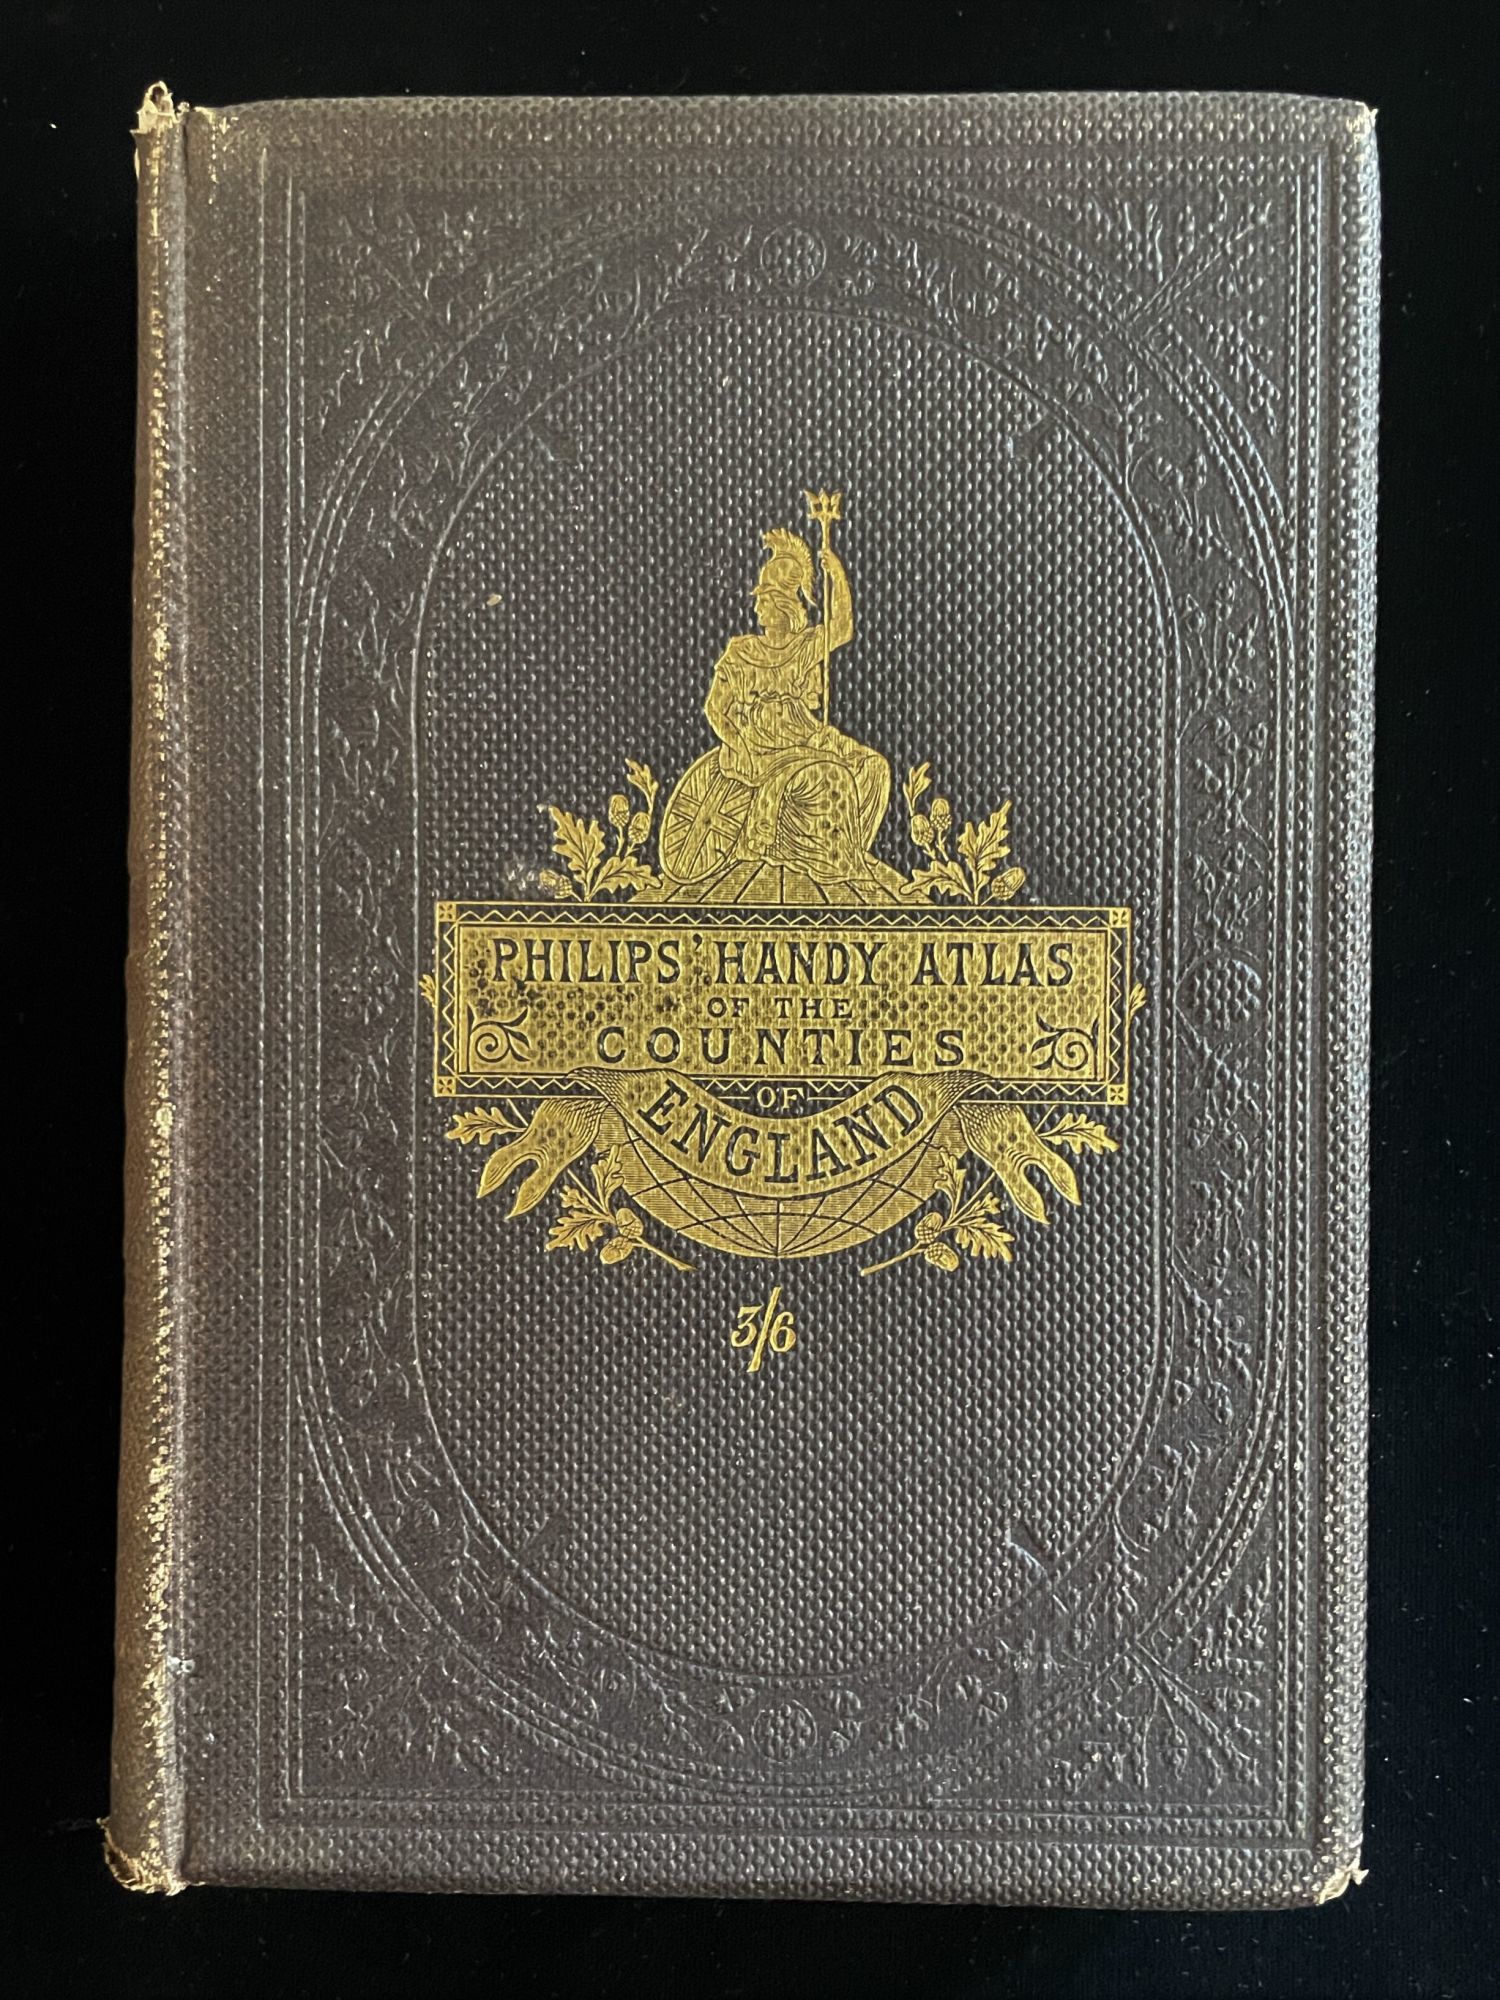 PHILIPS' HANDY ATLAS
OF THE
COUNTIES
OF
ENGLAND
3/6